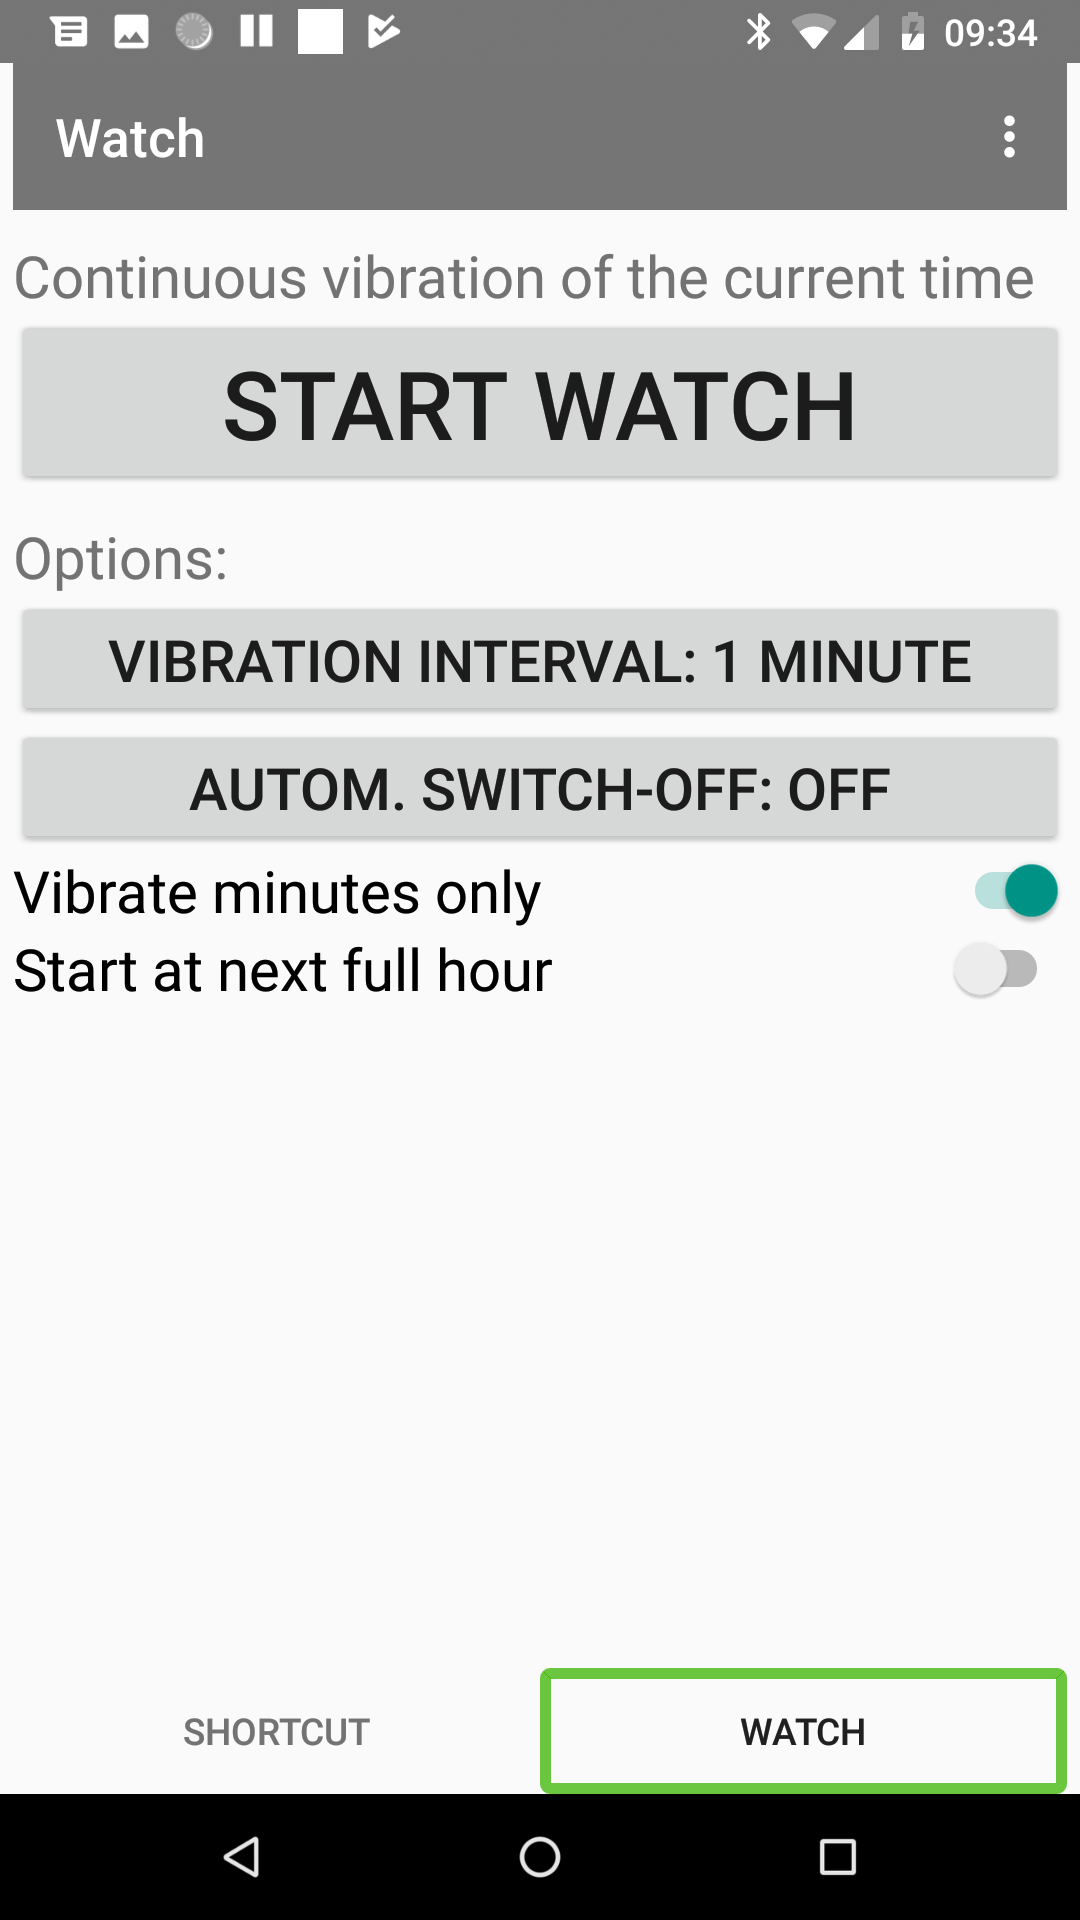 09:34
Watch
Continuous vibration of the current time
START WATCH
Options:
VIBRATION INTERVAL: 1 MINUTE
AUTOM. SWITCH-OFF: OFF
Vibrate minutes only
Start at next full hour
SHORTCUT
WATCH